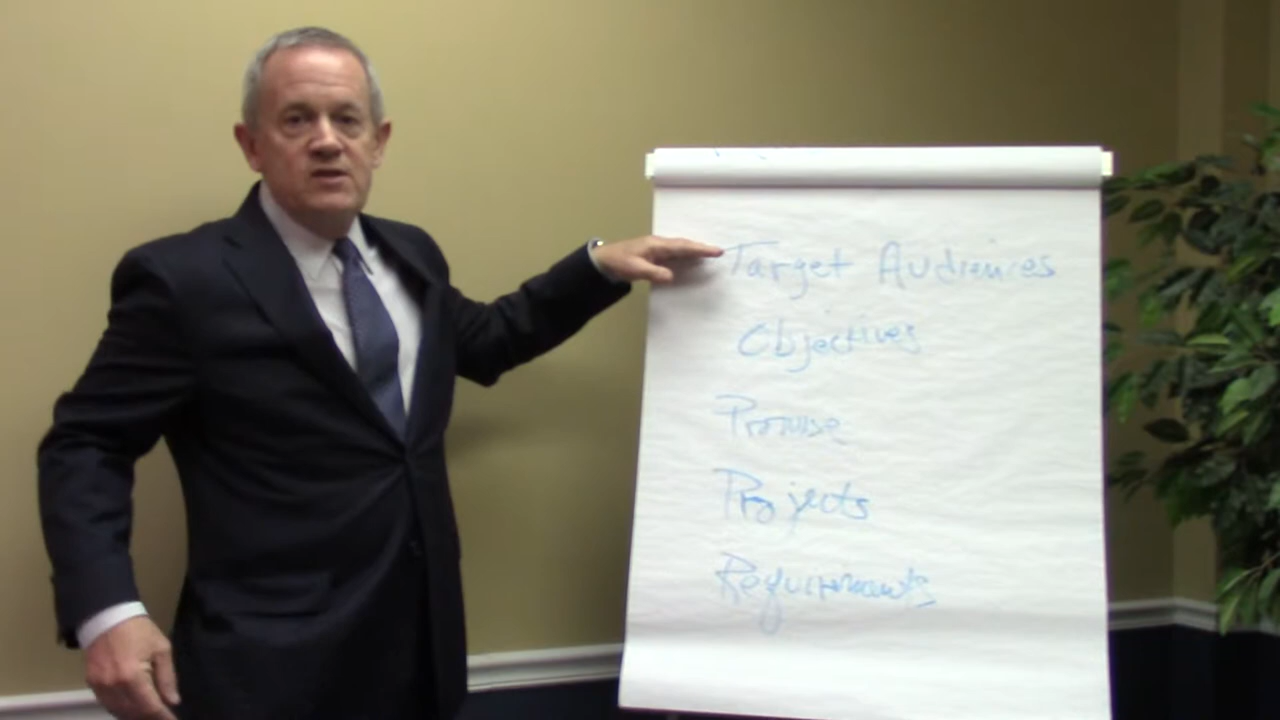 Target Audiences
Objectives
Promise
Projects
Requirements